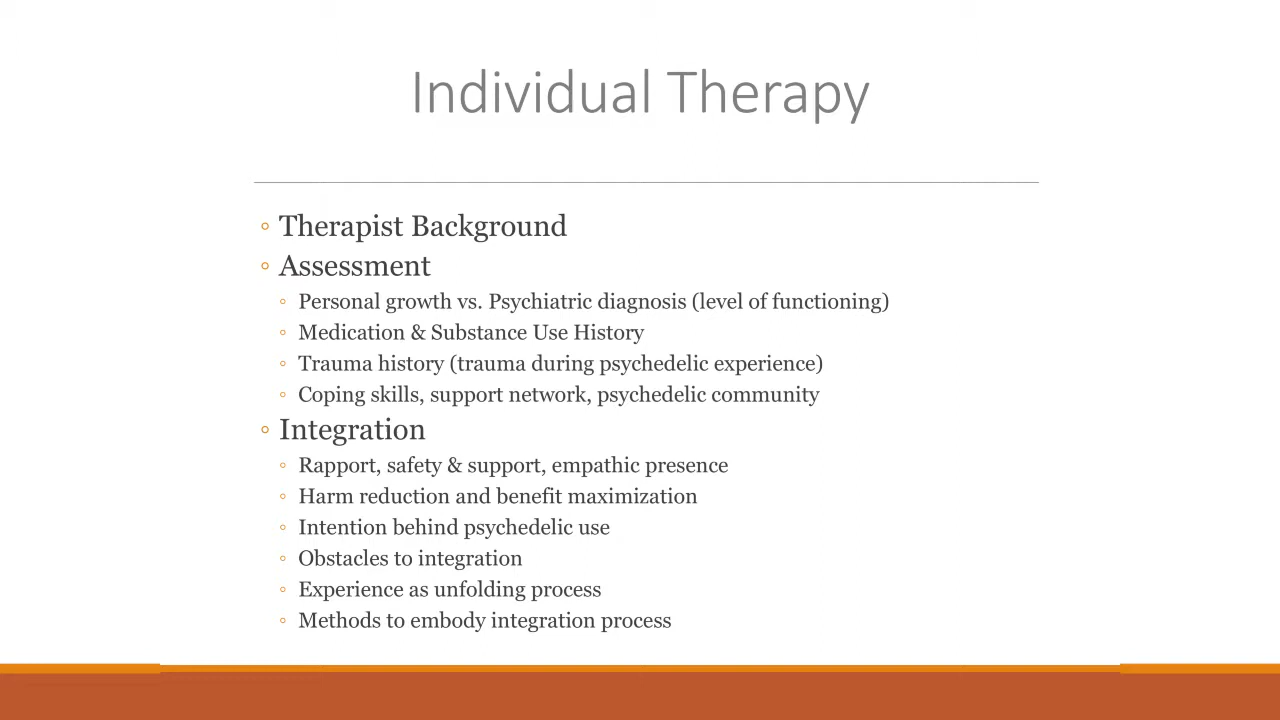 Individual Therapy
◦ Therapist Background
◦ Assessment
◦ Personal growth vs. Psychiatric diagnosis (level of functioning)
◦ Medication & Substance Use History
◦ Trauma history (trauma during psychedelic experience)
◦ Coping skills, support network, psychedelic community
◦ Integration
◦ Rapport, safety & support, empathic presence
◦ Harm reduction and benefit maximization
◦ Intention behind psychedelic use
◦ Obstacles to integration
◦ Experience as unfolding process
◦ Methods to embody integration process